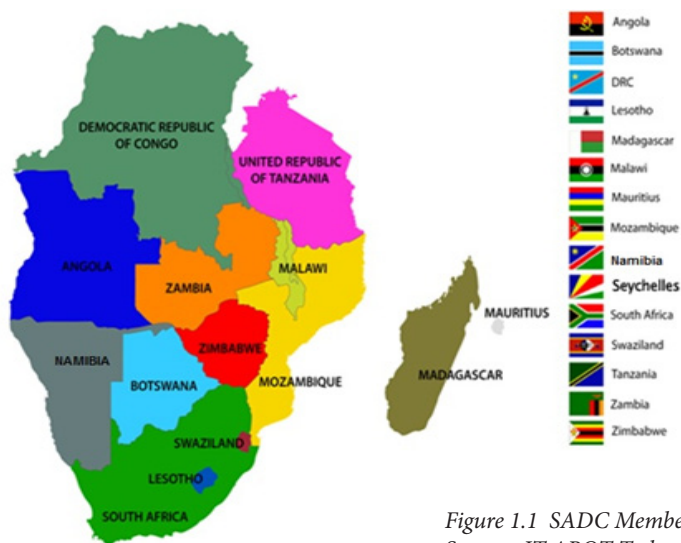 DEMOCRATIC REPUBLIC
OF CONGO
UNITED REPUBLIC
OF TANZANIA
ANGOLA
ZAMBIA
MALAWI
NAMIBIA
ZIMBABWE
BOTSWANA
MOZAMBIQUE
MADAGASCAR
MAURITIUS
SWAZILAND
LESOTHO
SOUTH AFRICA
Angola
Botswana
DRC
Lesotho
Madagascar
Malawi
Mauritius
Mozambique
Namibia
Seychelles
South Africa
Swaziland
Tanzania
Zambia
Zimbabwe
Figure 1.1 SADC Membe